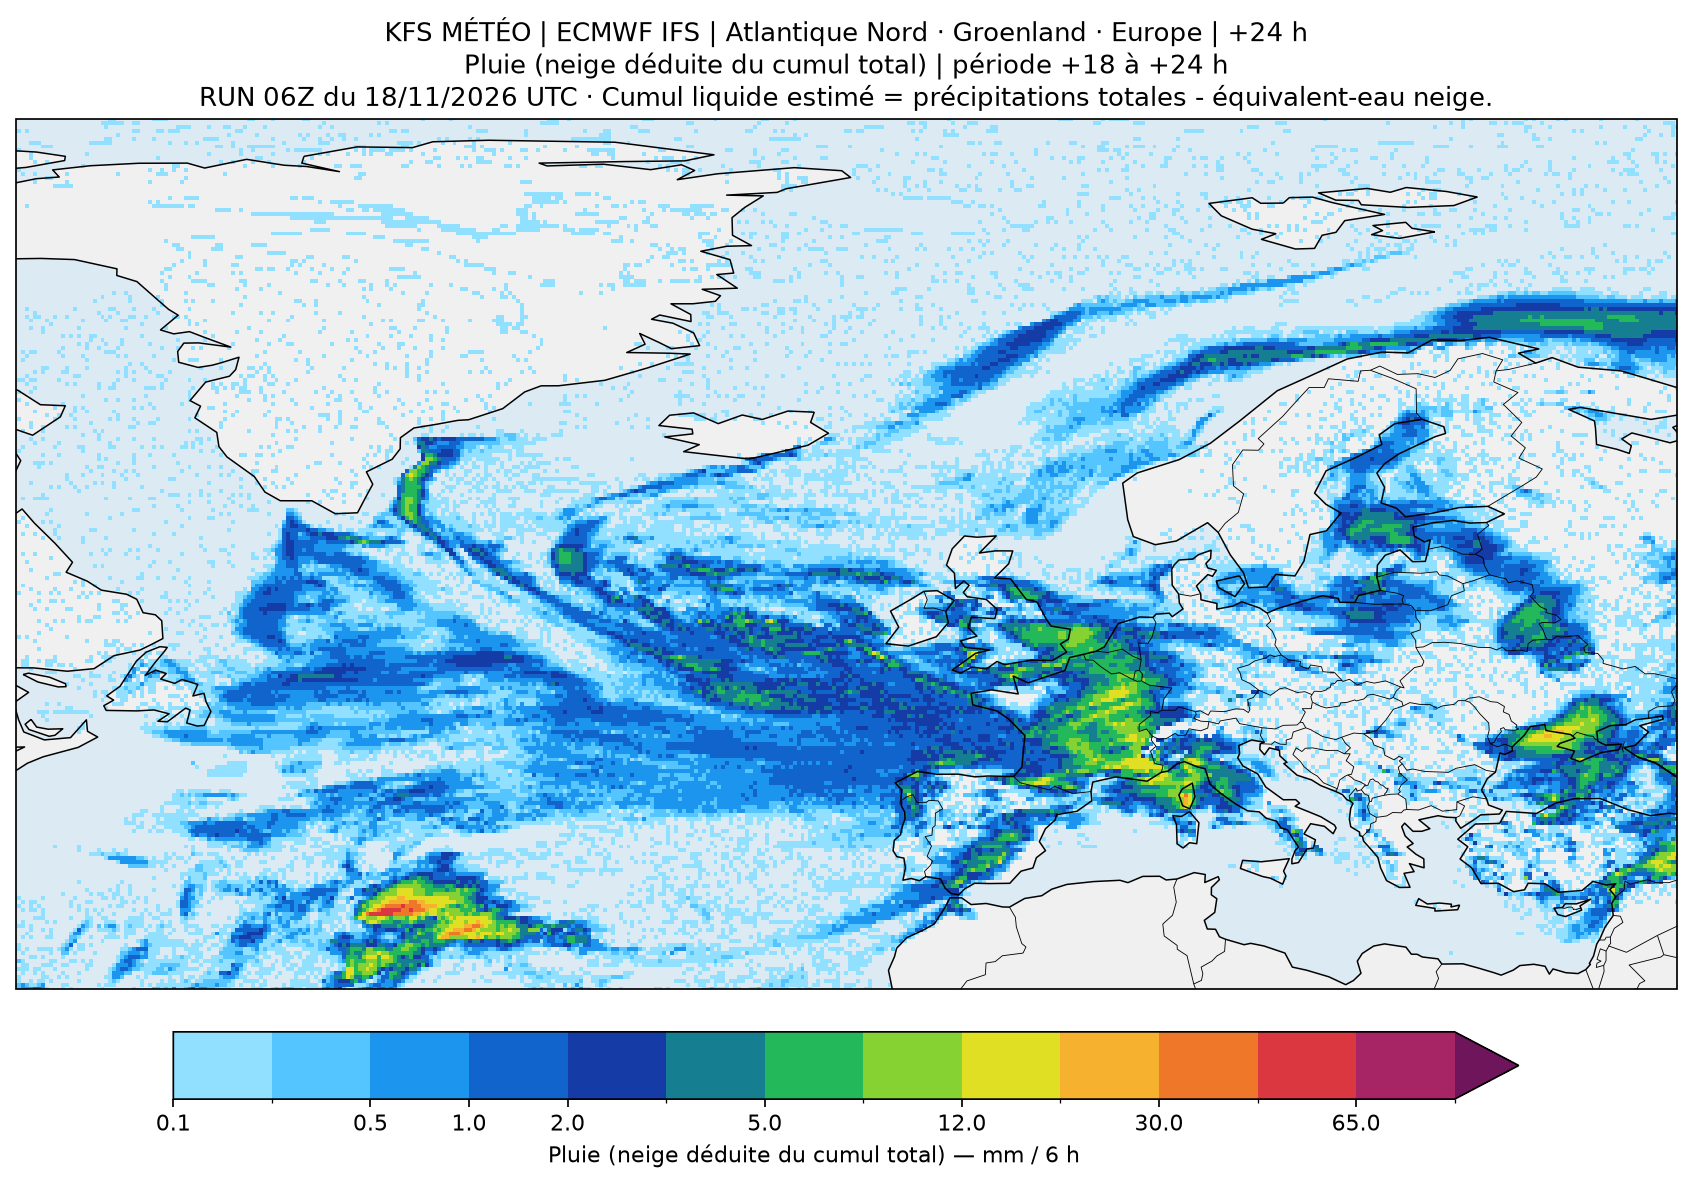 KFS MÉTÉO | ECMWF IFS | Atlantique Nord · Groenland · Europe | +24 h
Pluie (neige déduite du cumul total) | période +18 à +24 h
RUN 06Z du 18/11/2026 UTC · Cumul liquide estimé = précipitations totales - équivalent-eau neige.
0.1 0.5 1.0 2.0 5.0 12.0 30.0 65.0
Pluie (neige déduite du cumul total) — mm / 6 h